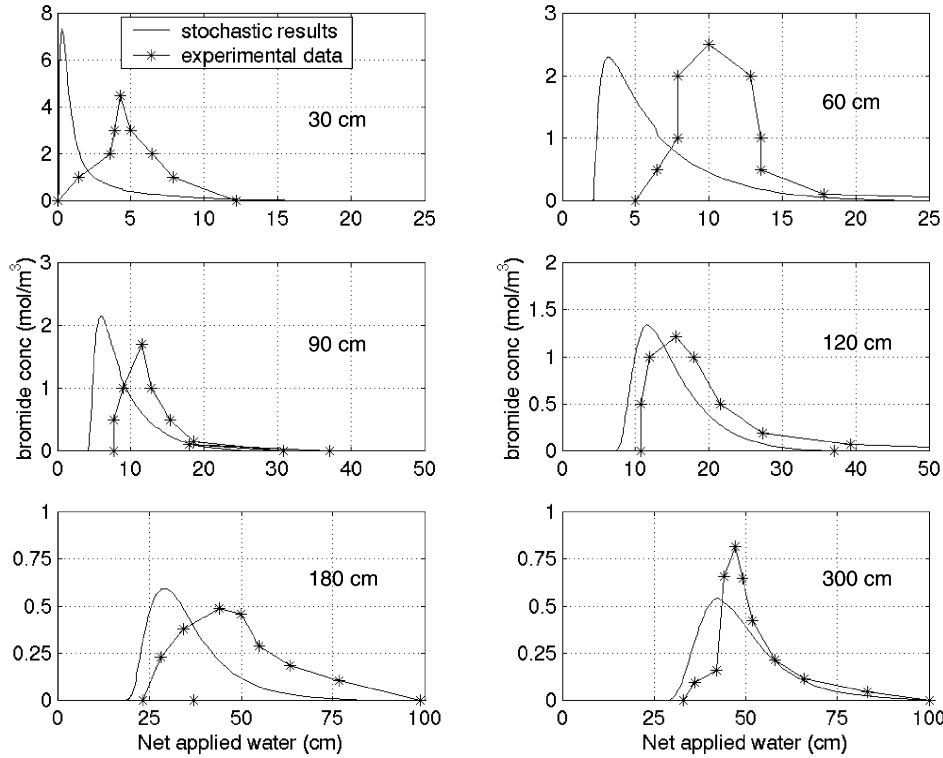 stochastic results
experimental data
30 cm
8
6
4
2
0
0 5 10 15 20 25
60 cm
3
2
1
0
0 5 10 15 20 25
bromide conc (mol/m³)
90 cm
3
2
1
0
0 10 20 30 40 50
bromide conc (mol/m³)
120 cm
2
1.5
1
0.5
0
0 10 20 30 40 50
180 cm
1
0.75
0.5
0.25
0
0 25 50 75 100
Net applied water (cm)
300 cm
1
0.75
0.5
0.25
0
0 25 50 75 100
Net applied water (cm)